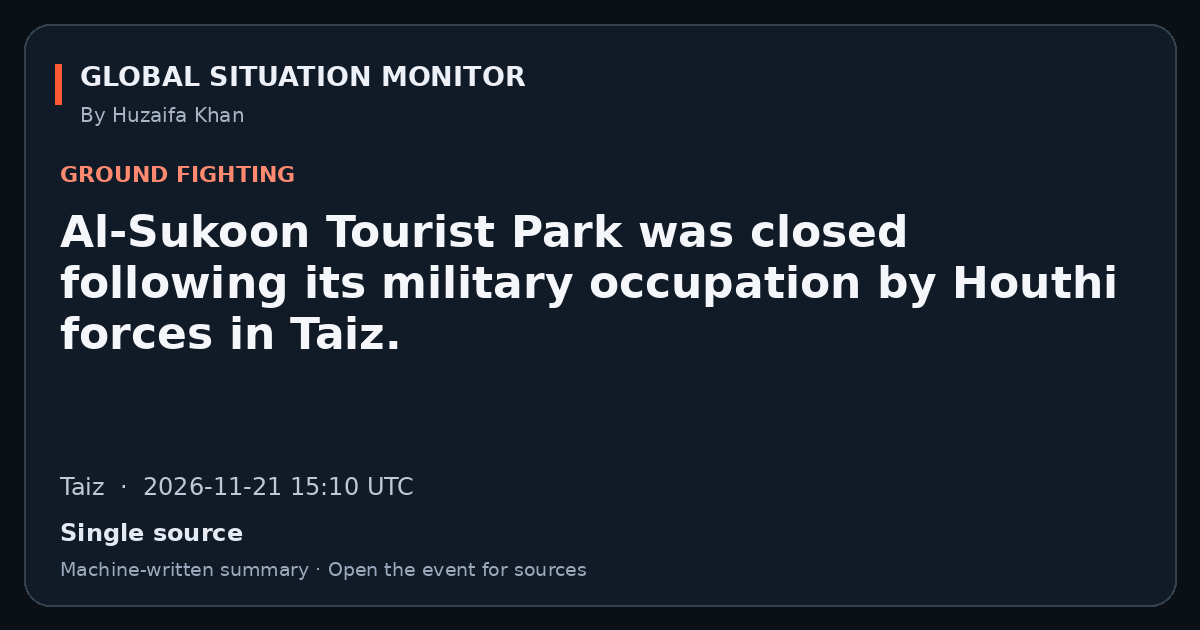 GLOBAL SITUATION MONITOR
By Huzaifa Khan
GROUND FIGHTING
Al-Sukoon Tourist Park was closed
following its military occupation by Houthi
forces in Taiz.
Taiz · 2026-11-21 15:10 UTC
Single source
Machine-written summary · Open the event for sources